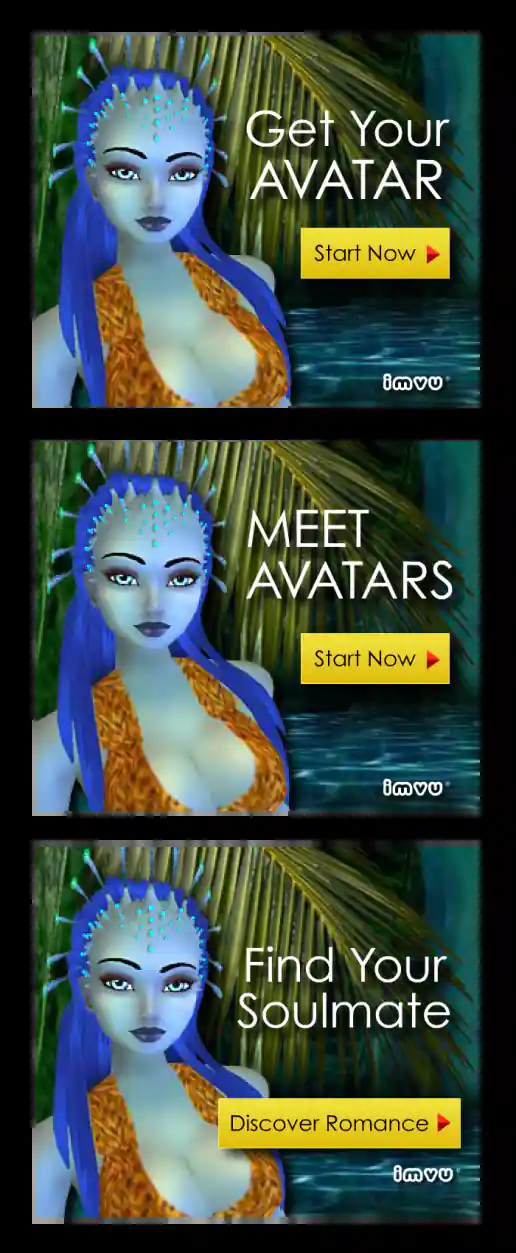 Get Your
AVATAR
Start Now
imvu
MEET
AVATARS
Start Now
imvu
Find Your
Soulmate
Discover Romance
imvu